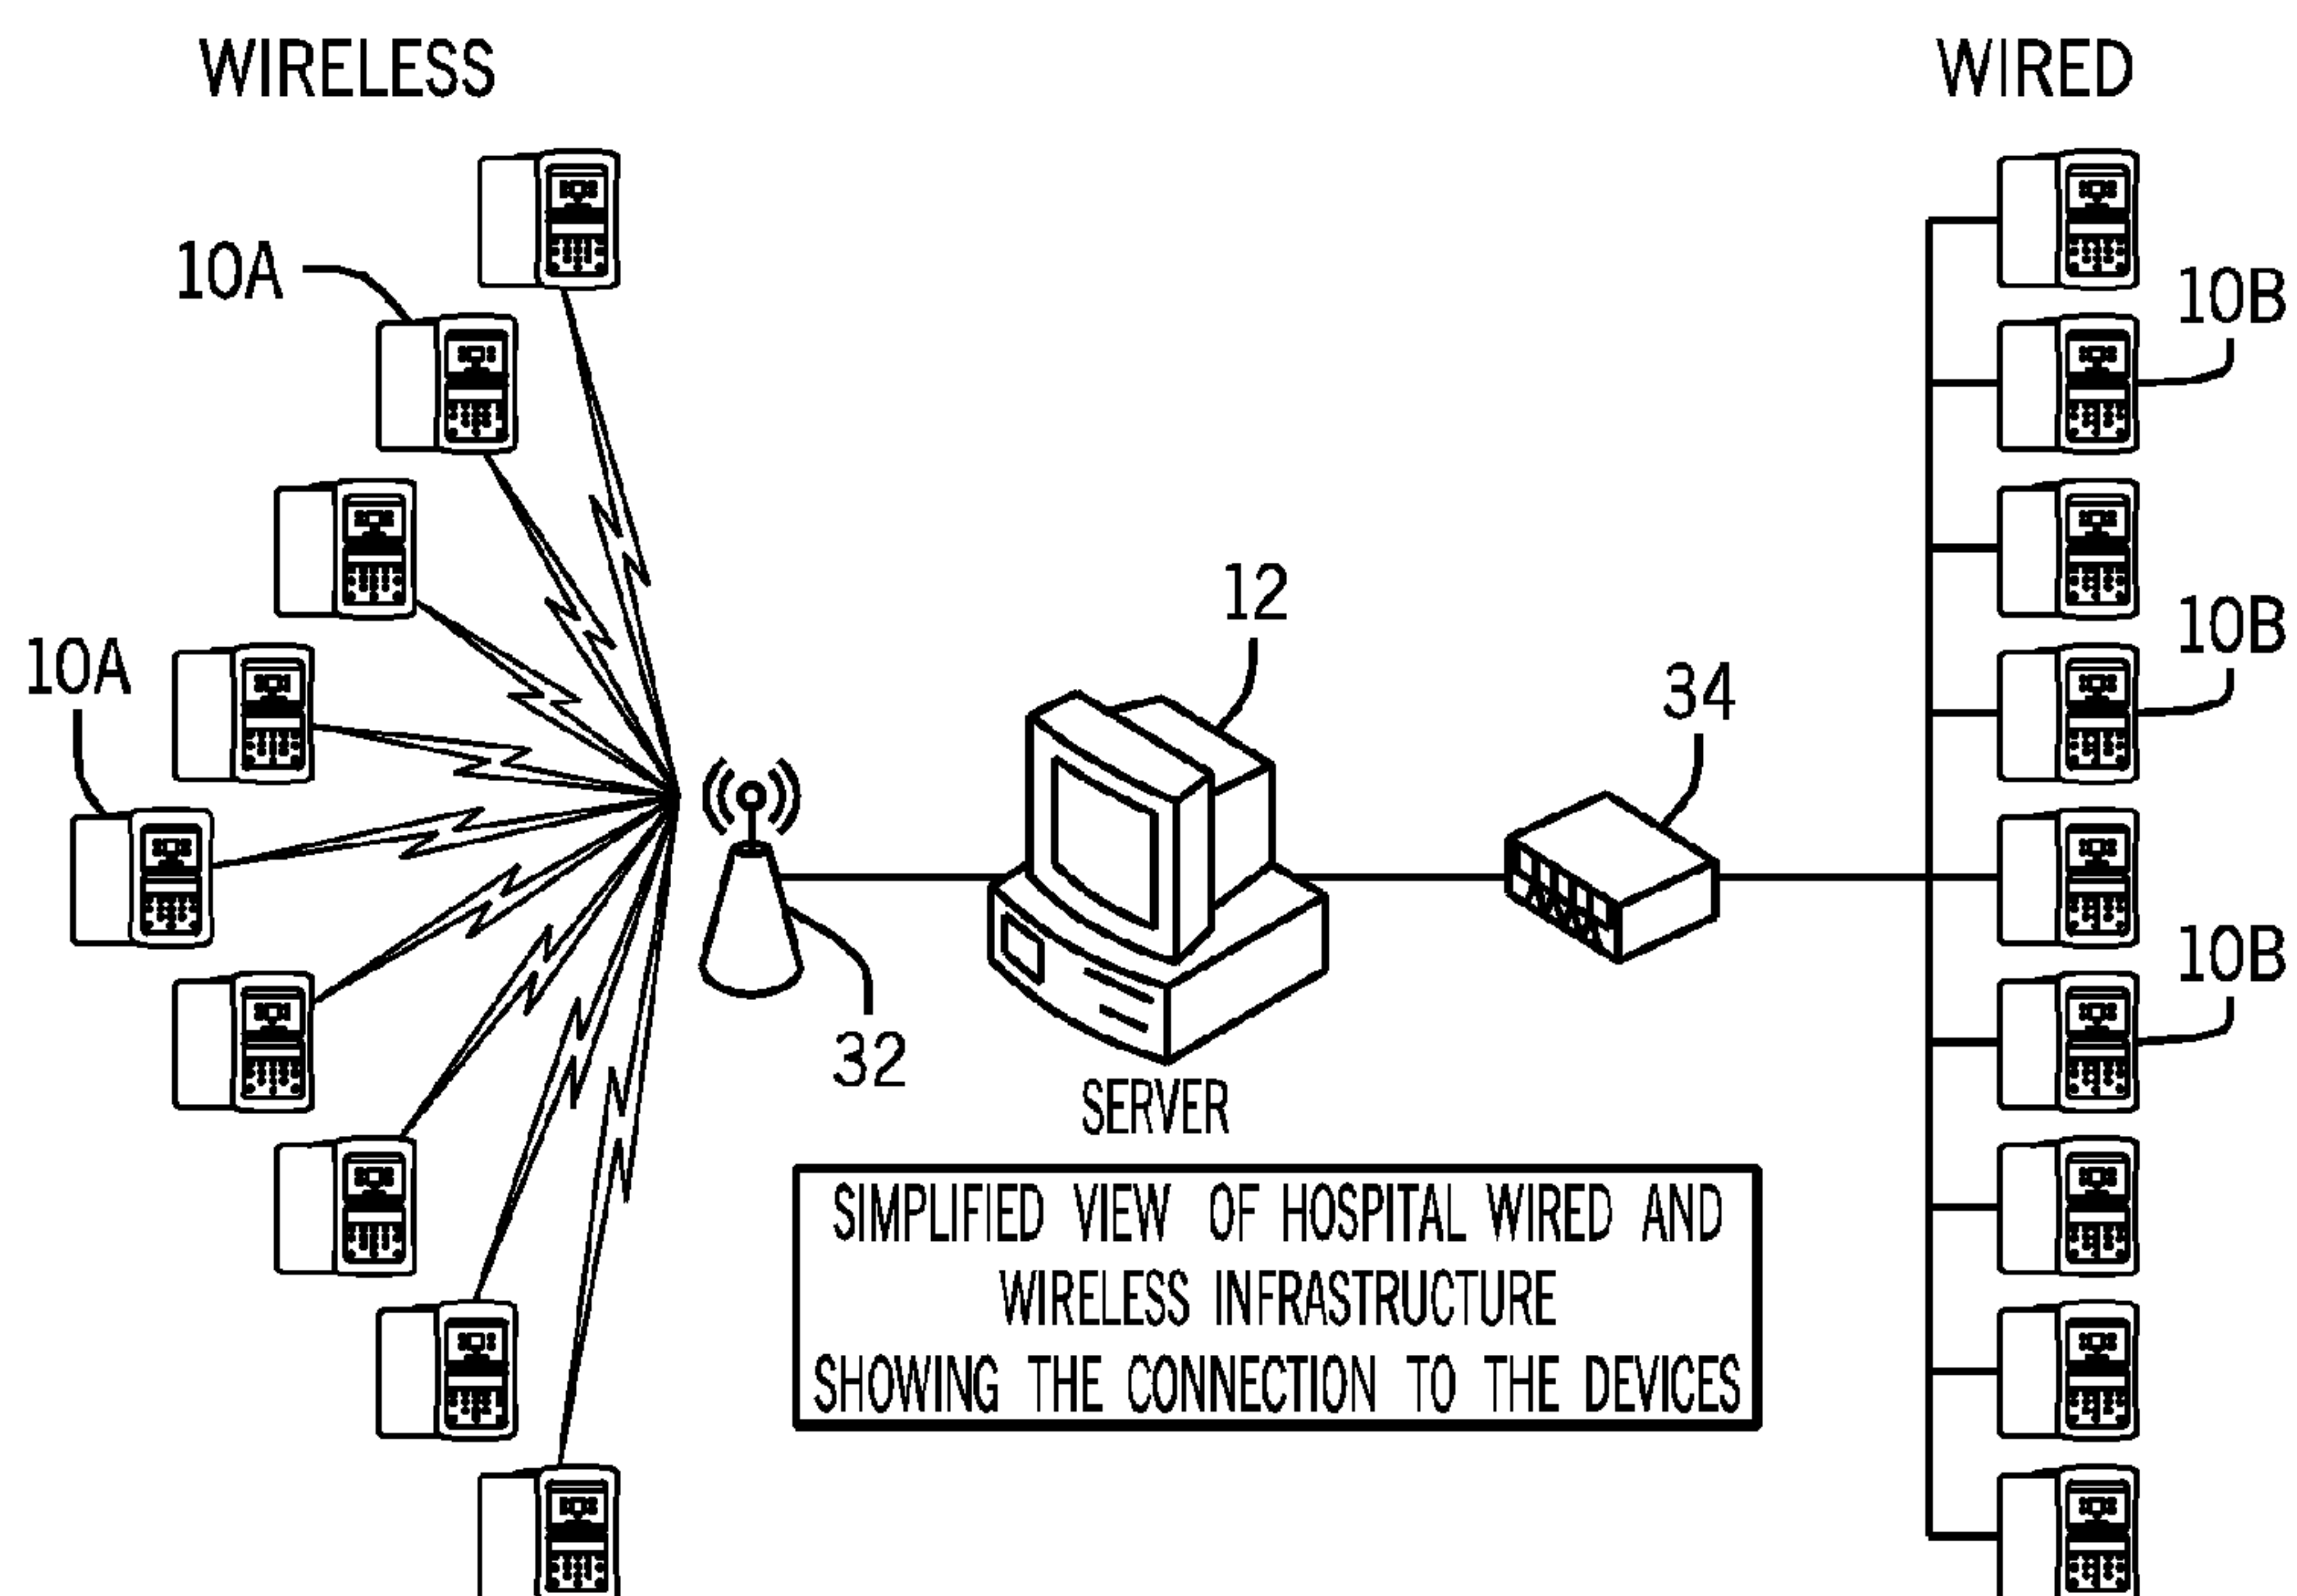 WIRELESS
WIRED
10A
10B
12
10B
10A
34
10B
32
SERVER
SIMPLIFIED VIEW OF HOSPITAL WIRED AND
WIRELESS INFRASTRUCTURE
SHOWING THE CONNECTION TO THE DEVICES